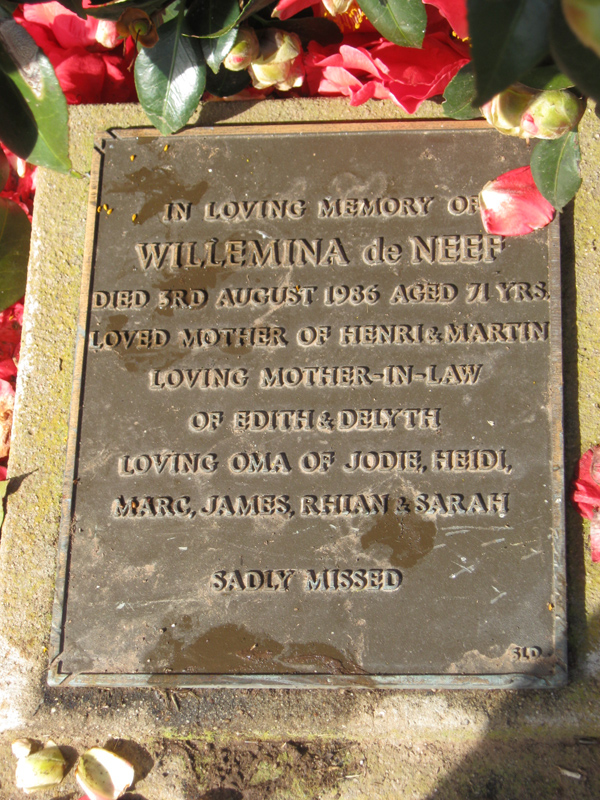 IN LOVING MEMORY OF
WILLEMINA de NEEF
DIED 3RD AUGUST 1986 AGED 71 YRS.
LOVED MOTHER OF HENRI & MARTIN
LOVING MOTHER-IN-LAW
OF EDITH & DELYTH
LOVING OMA OF JODIE, HEIDI,
MARC, JAMES, RHIAN & SARAH
SADLY MISSED
SLD